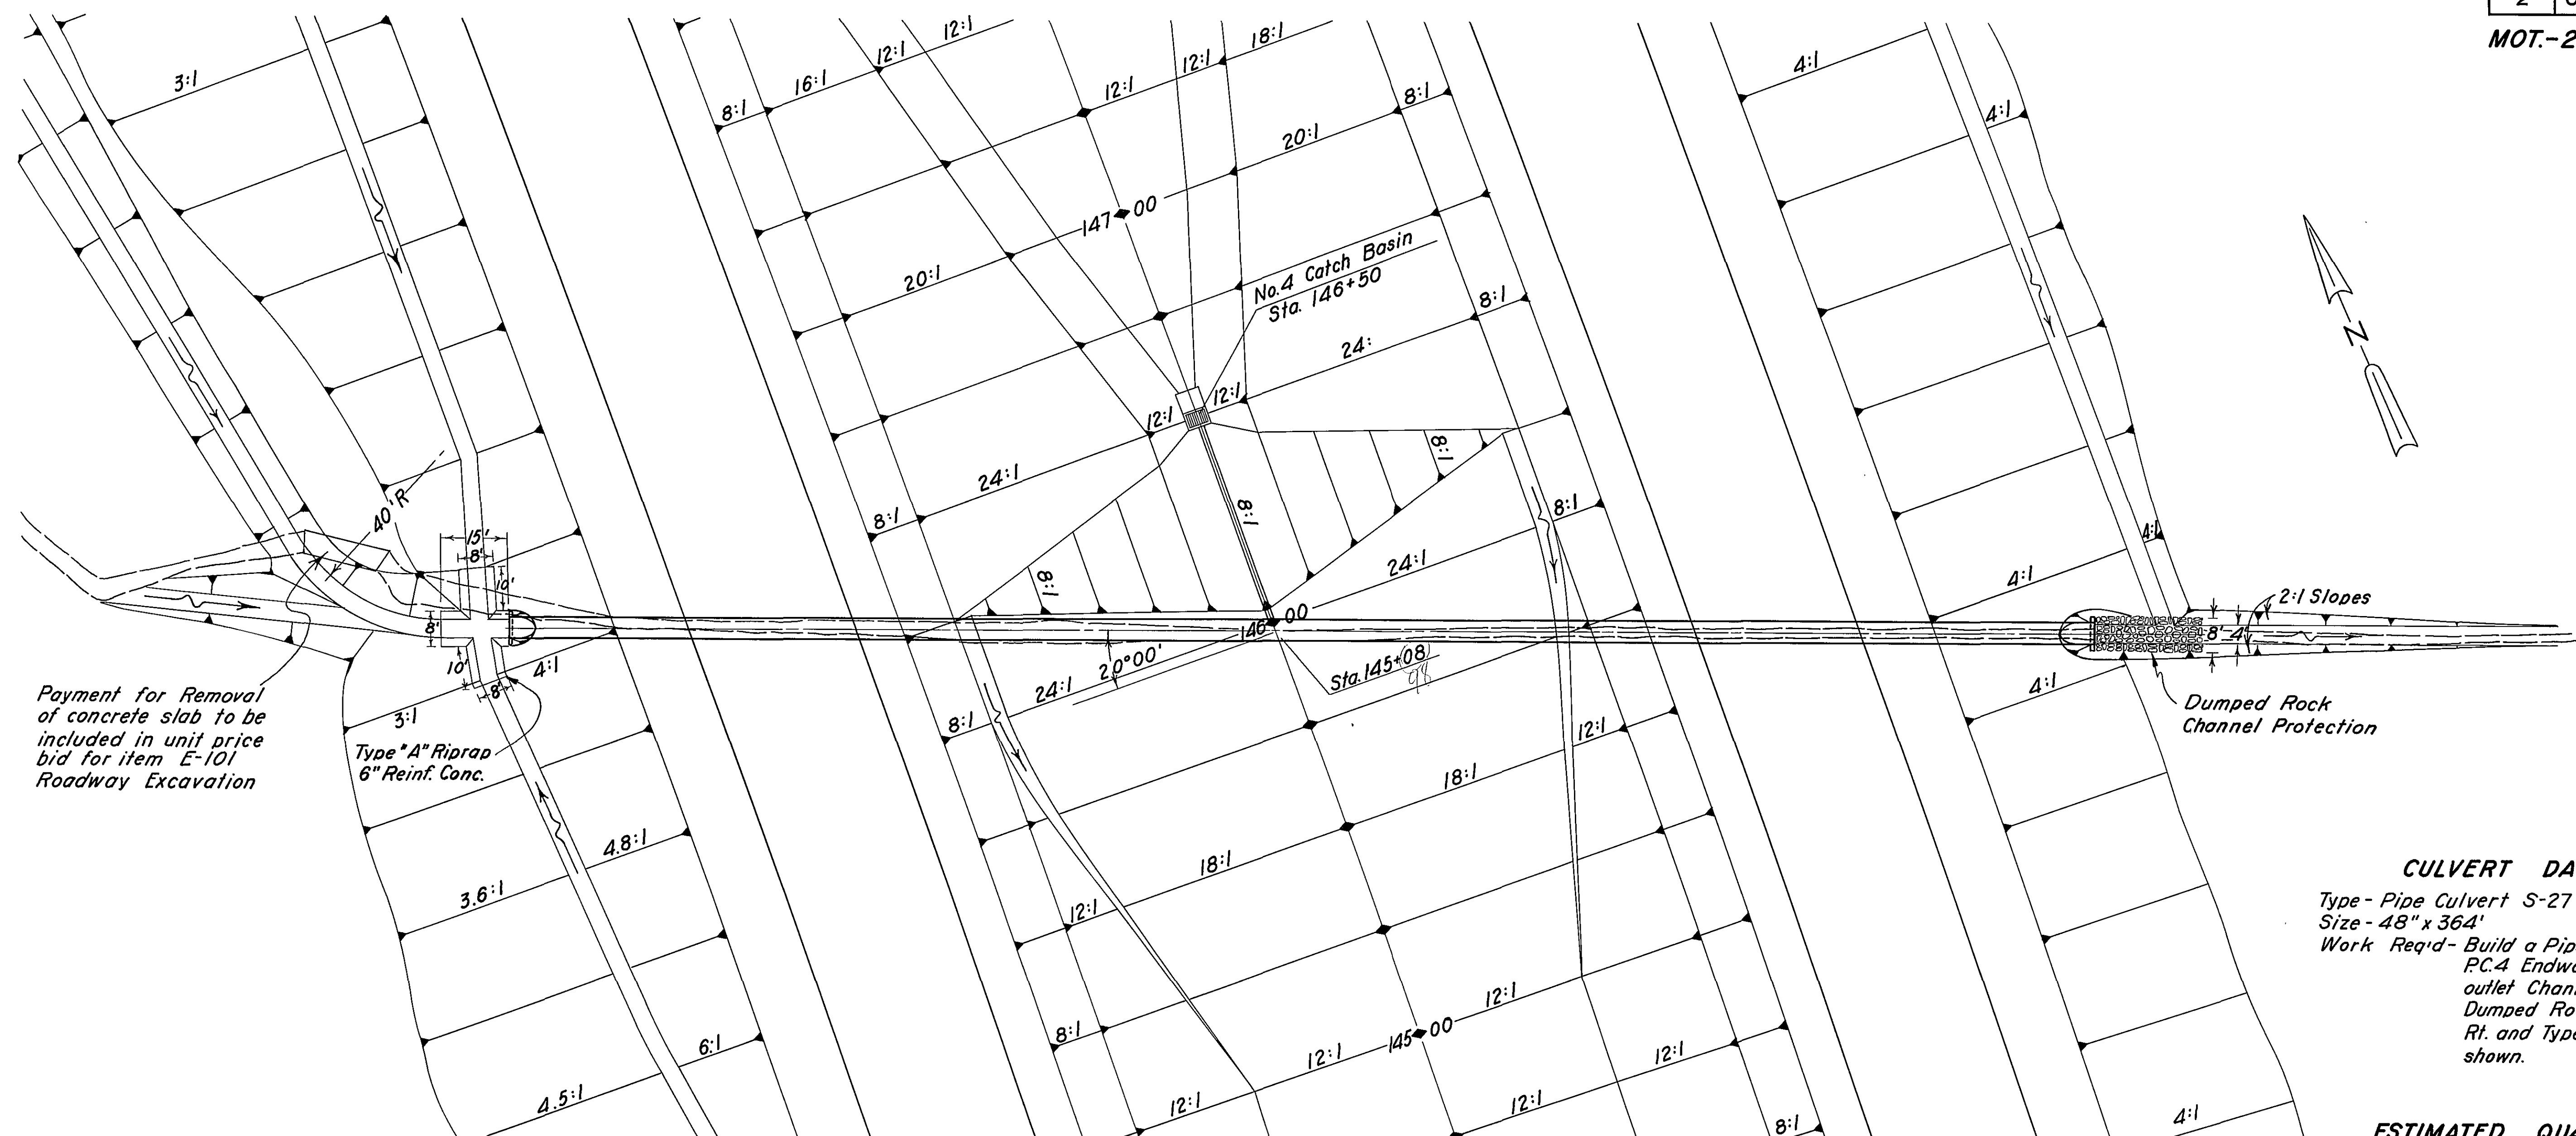 2
MOT.-2
3:1
12:1
12:1
16:1
8:1
12:1
12:1
18:1
8:1
20:1
4:1
4:1
147+00
20:1
No.4 Catch Basin
Sta. 146+50
8:1
24:
12:1
12:1
24:1
8:1
8:1
8:1
8:1
24:1
8:1
N
40'R
15'
8'
10'
8'
10'
8'
4:1
3:1
146+00
20°00'
24:1
8:1
Sta. 145+08
98
4:1
4:1
4:1
2:1 Slopes
8'
4'
Dumped Rock
Channel Protection
Payment for Removal
of concrete slab to be
included in unit price
bid for item E-101
Roadway Excavation
Type "A" Riprap
6" Reinf. Conc.
12:1
18:1
18:1
12:1
4.8:1
3.6:1
6:1
4.5:1
8:1
12:1
145+00
12:1
12:1
12:1
12:1
8:1
4:1
CULVERT DA
Type - Pipe Culvert S-27
Size - 48" x 364'
Work Req'd - Build a Pip
P.C.4 Endwa
outlet Chann
Dumped Ro
Rt. and Type
shown.
ESTIMATED QUA